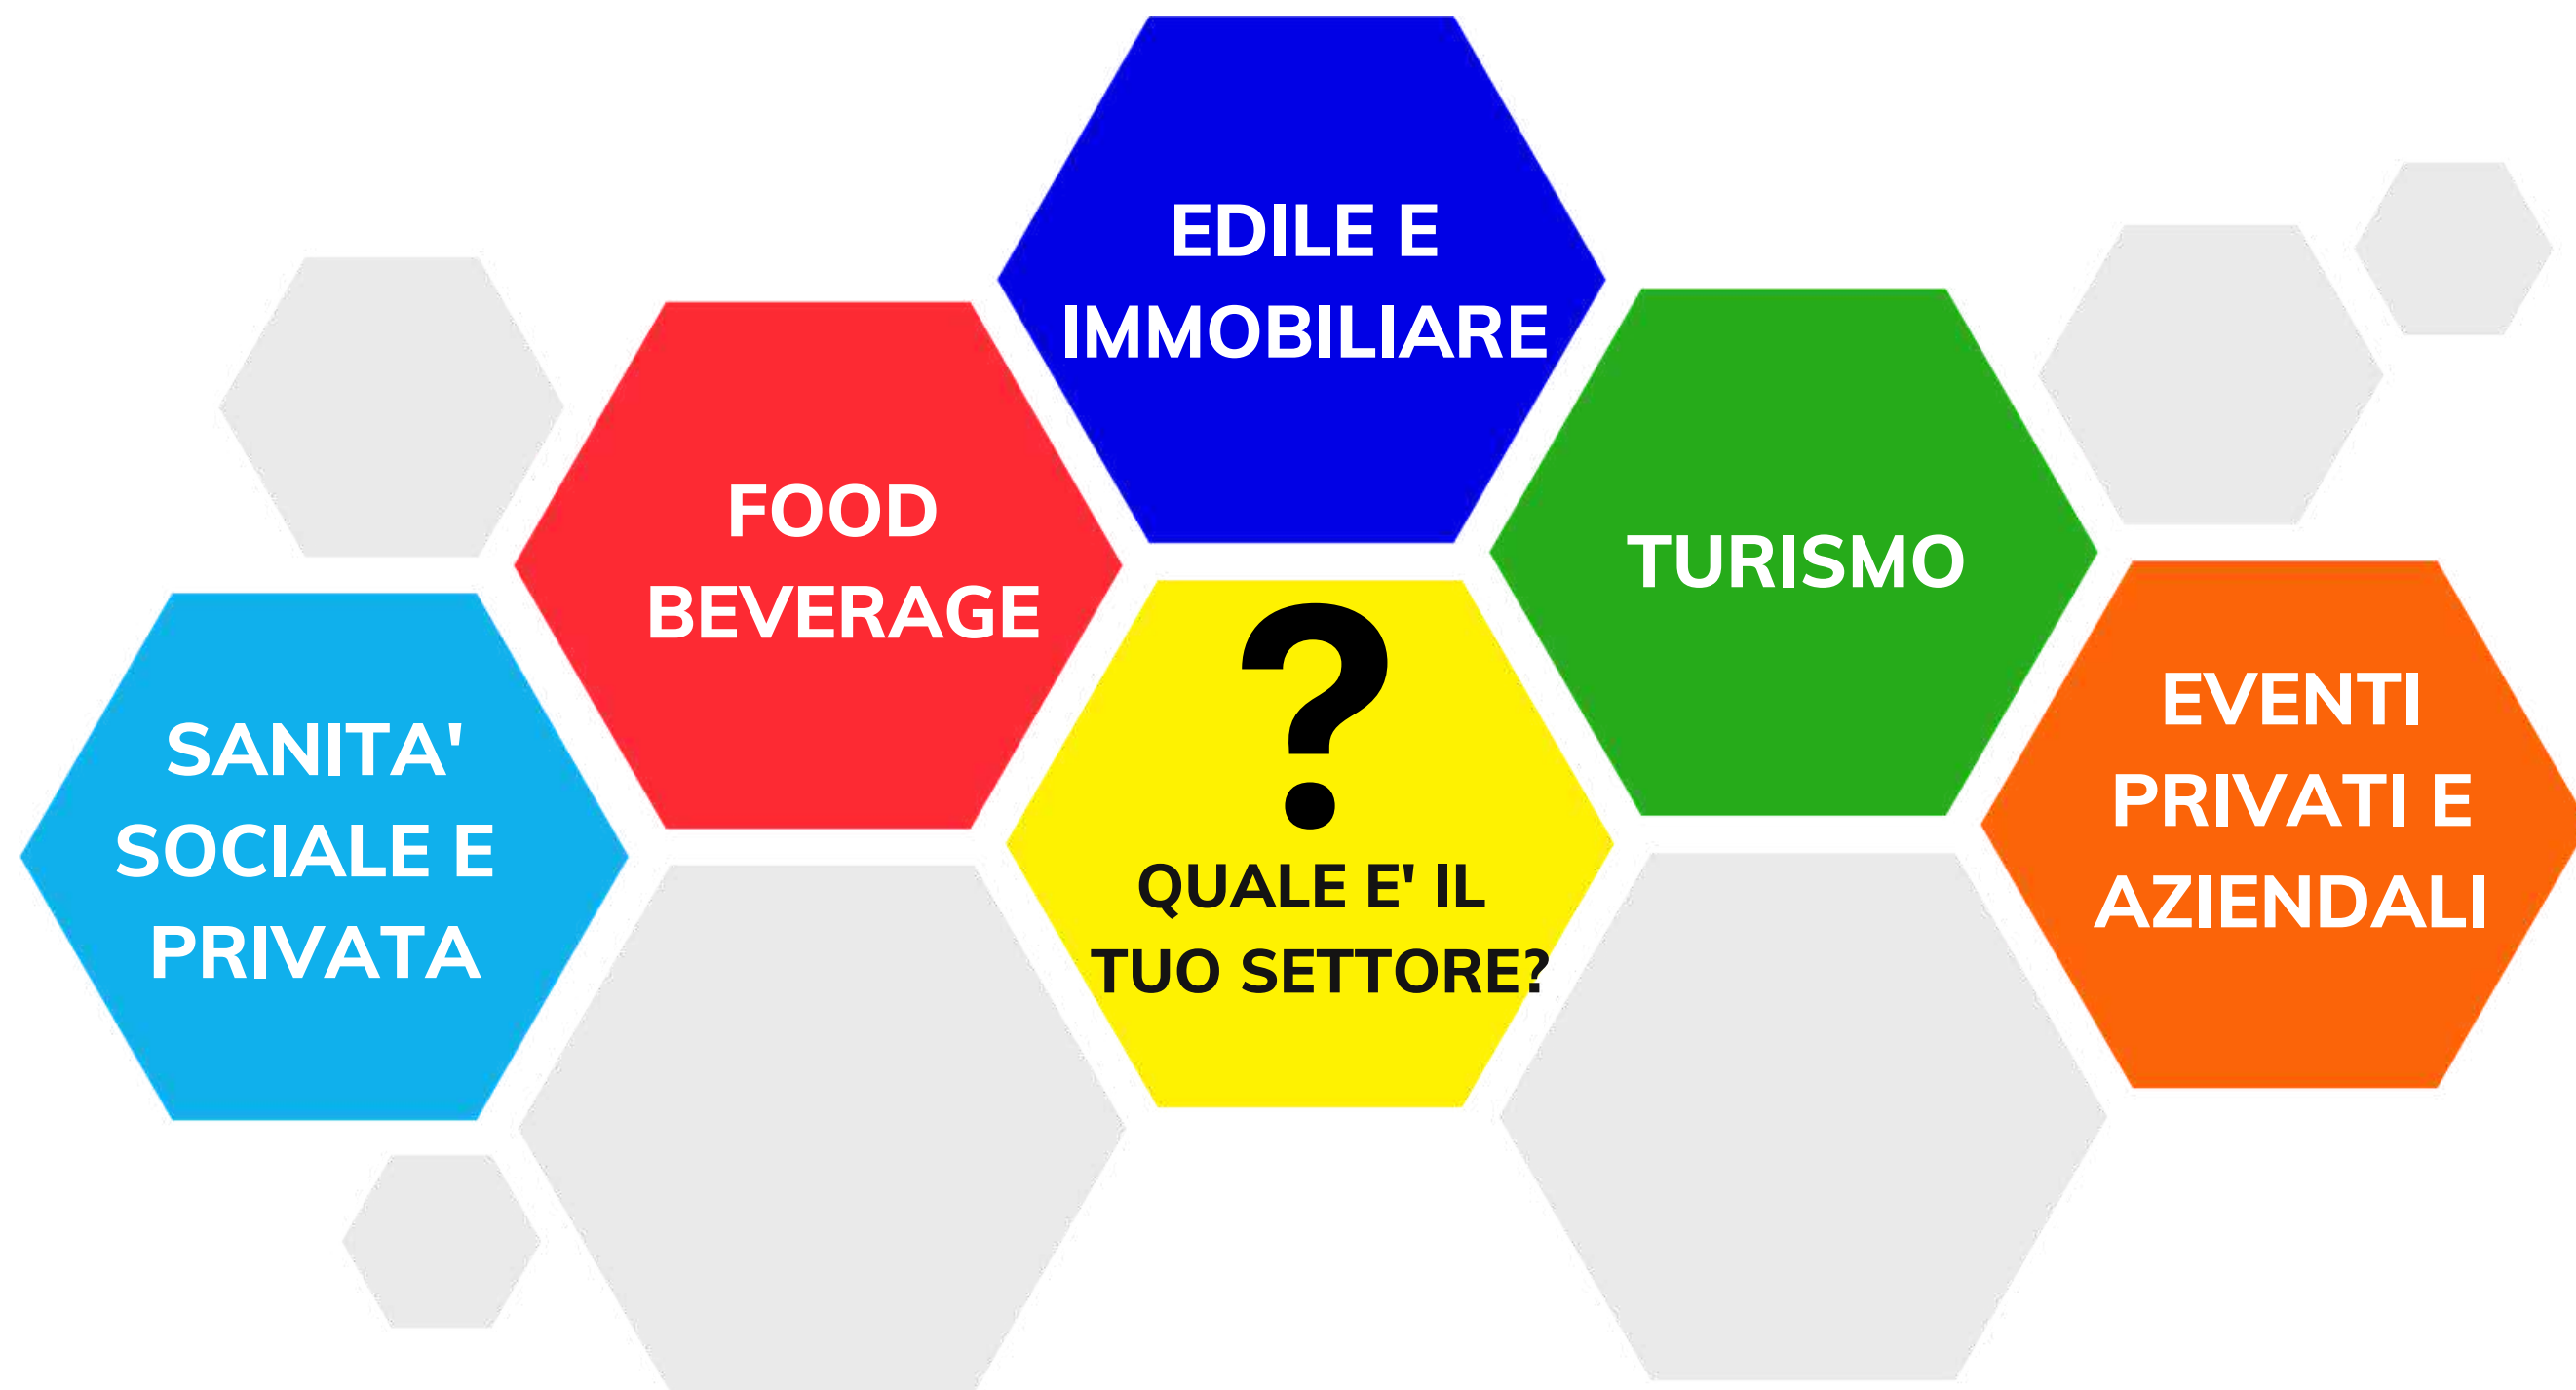 EDILE E
IMMOBILIARE
FOOD
BEVERAGE
TURISMO
SANITA'
SOCIALE E
PRIVATA
?
QUALE E' IL
TUO SETTORE?
EVENTI
PRIVATI E
AZIENDALI